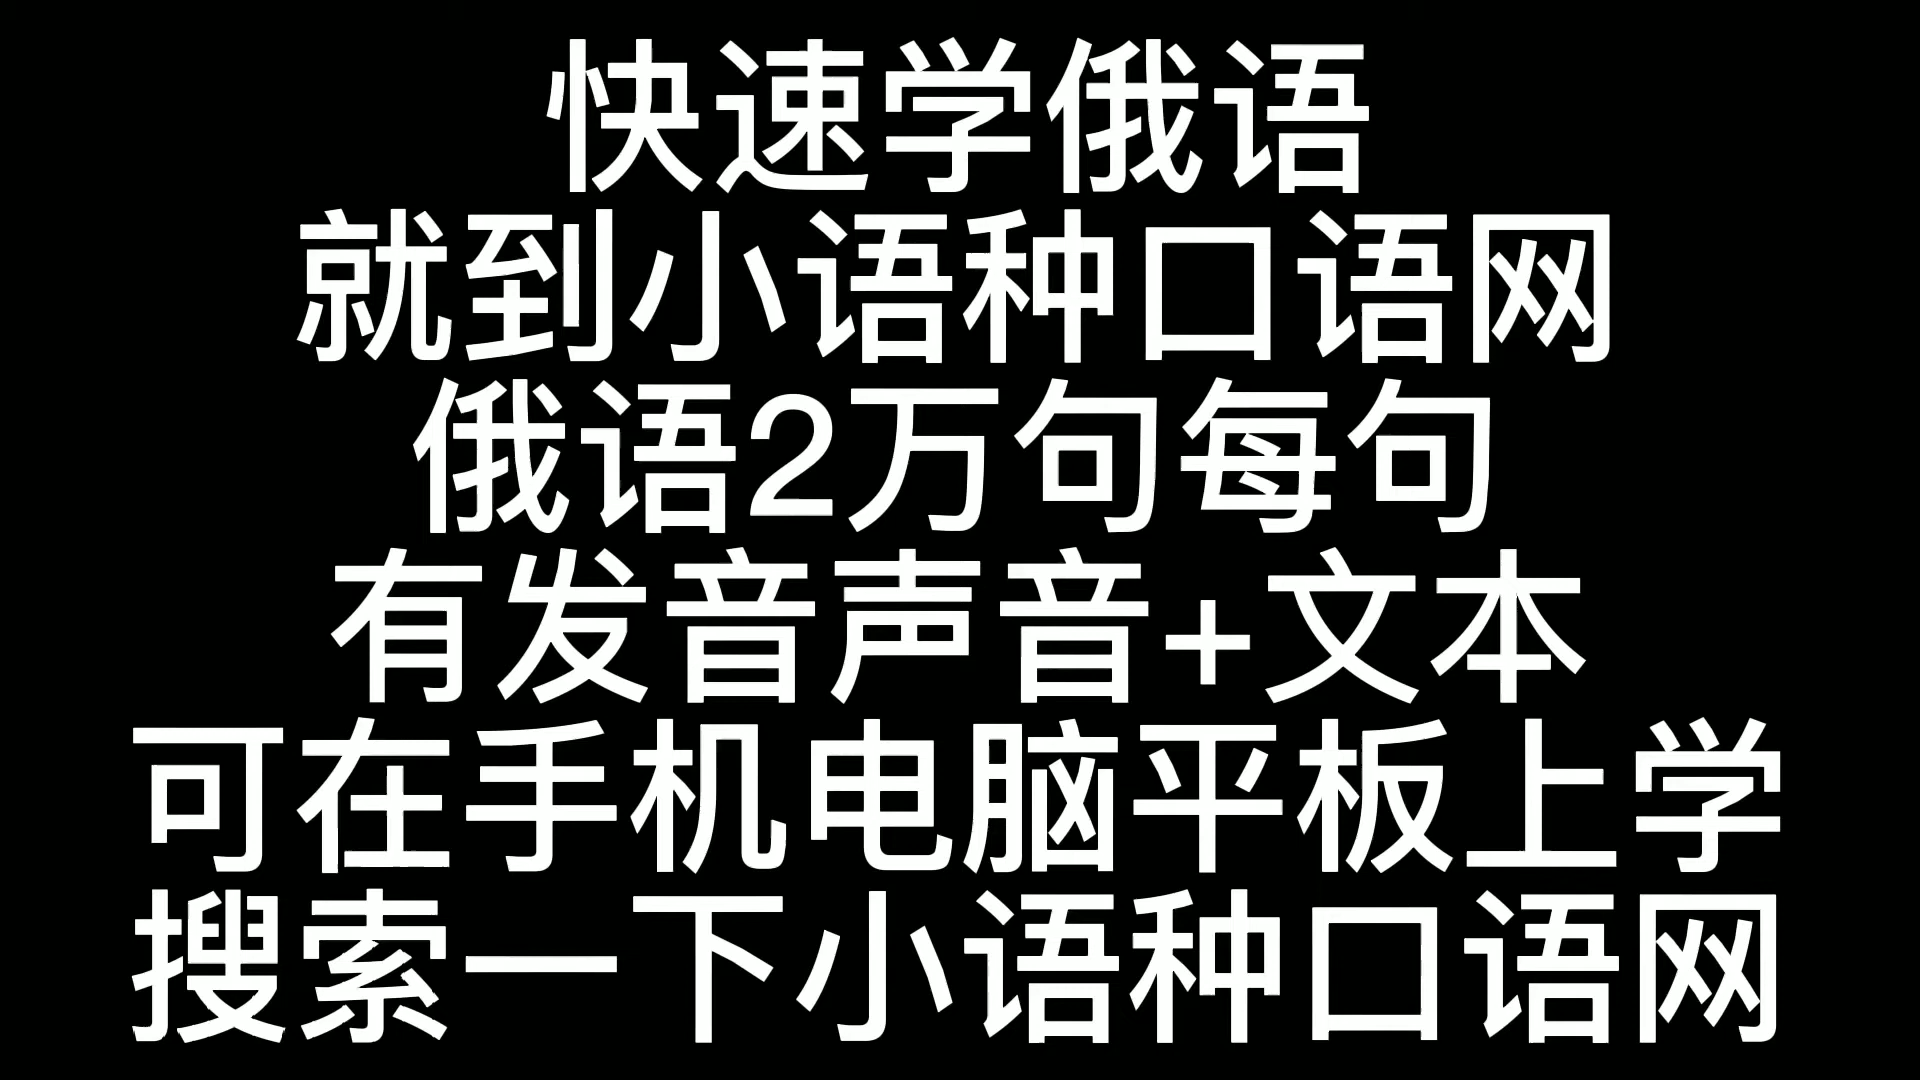 快速学俄语
就到小语种口语网
俄语2万句每句
有发音声音+文本
可在手机电脑平板上学
搜索一下小语种口语网